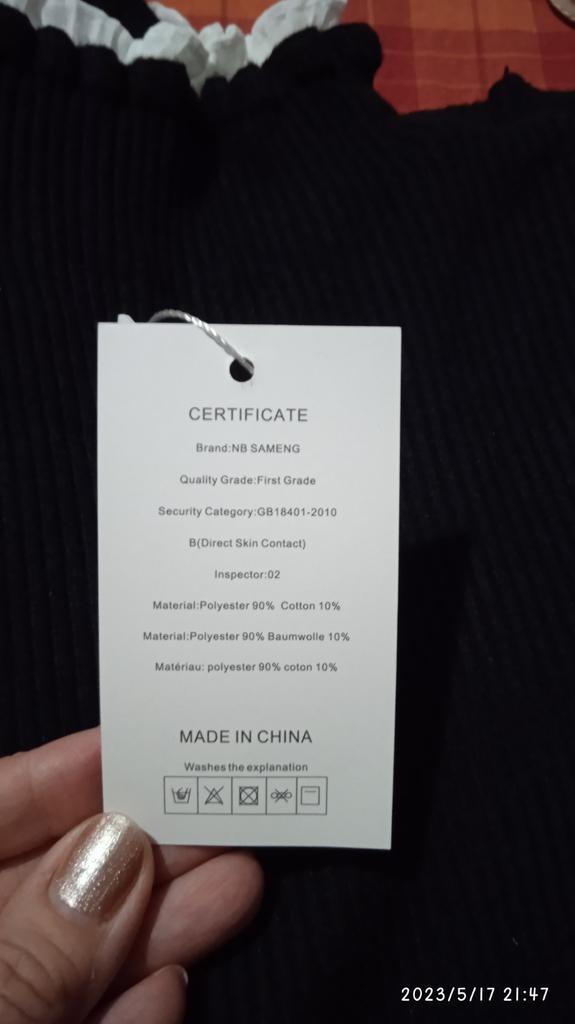 CERTIFICATE
Brand:NB SAMENG
Quality Grade:First Grade
Security Category:GB18401-2010
B(Direct Skin Contact)
Inspector:02
Material:Polyester 90% Cotton 10%
Material:Polyester 90% Baumwolle 10%
Matériau: polyester 90% coton 10%
MADE IN CHINA
Washes the explanation
2023/5/17 21:47